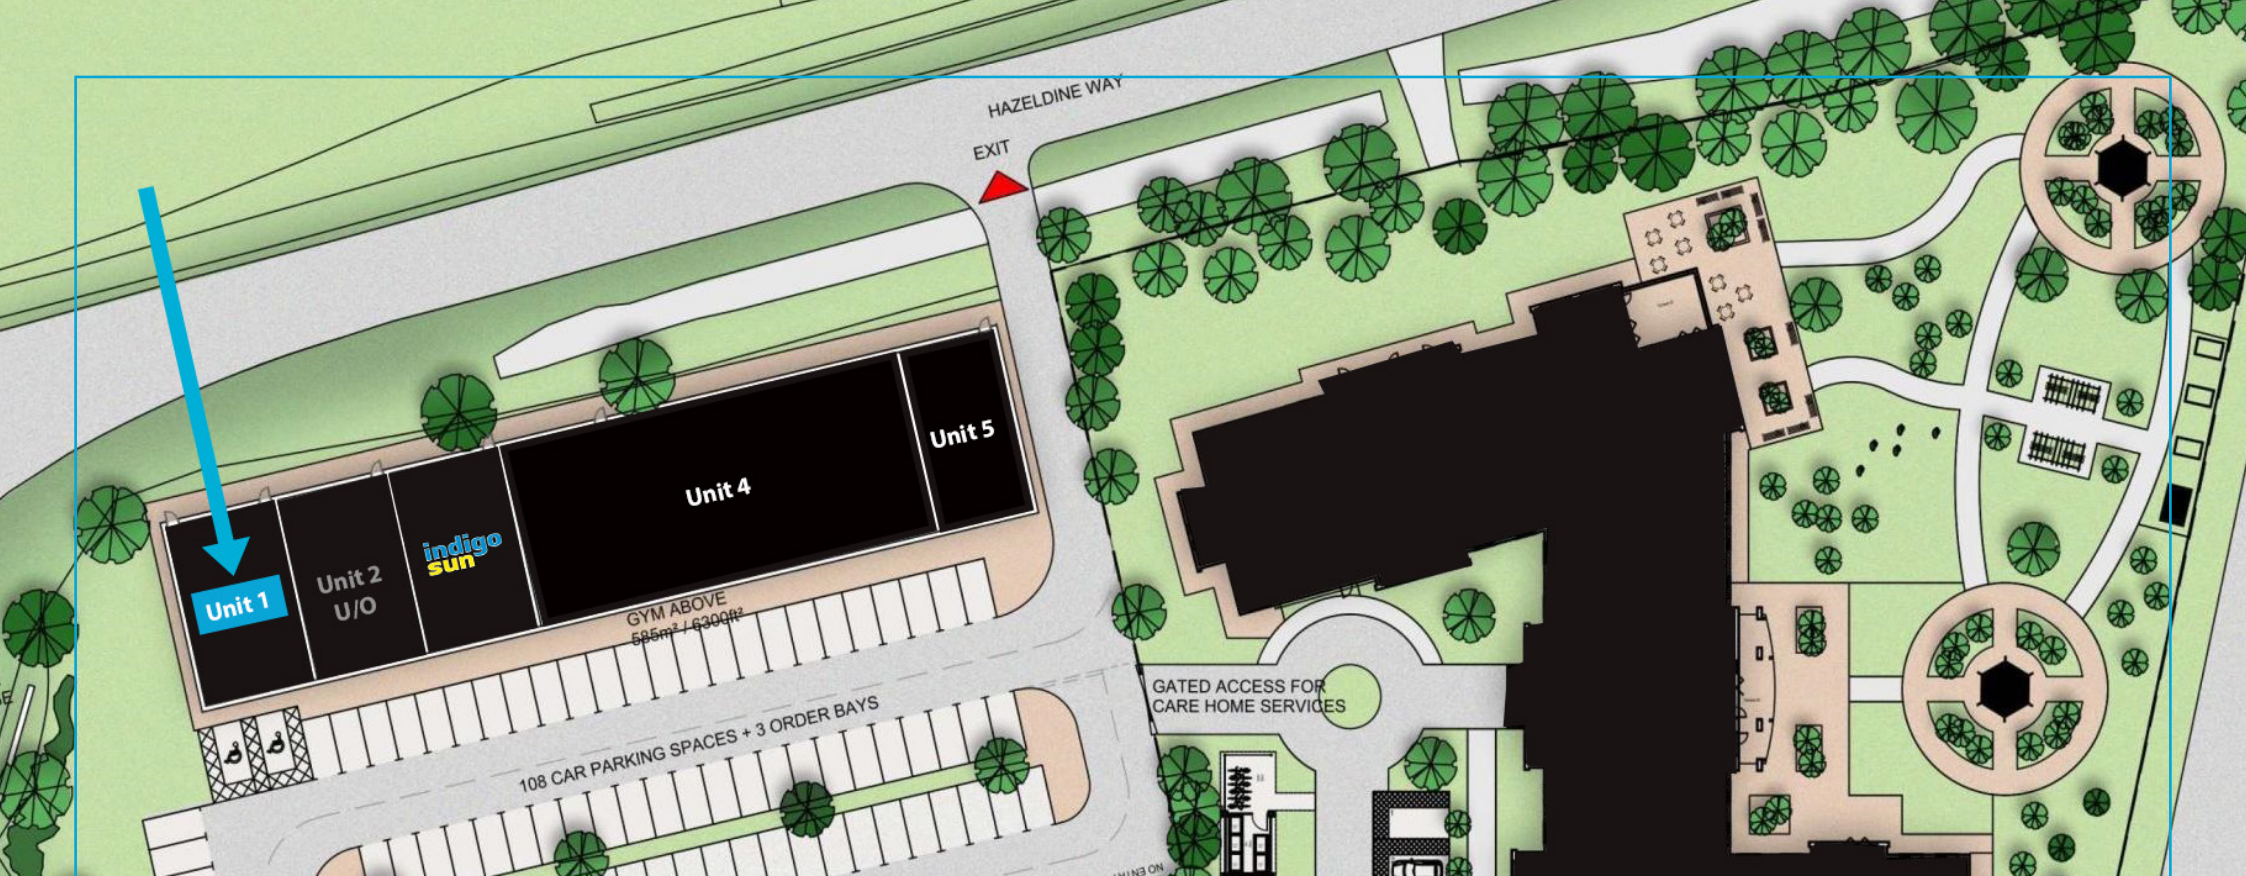 HAZELDINE WAY
EXIT
Unit 5
Unit 4
indigo
sun
Unit 2
U/O
Unit 1
GYM ABOVE
585m² / 6300ft²
GATED ACCESS FOR
CARE HOME SERVICES
108 CAR PARKING SPACES + 3 ORDER BAYS